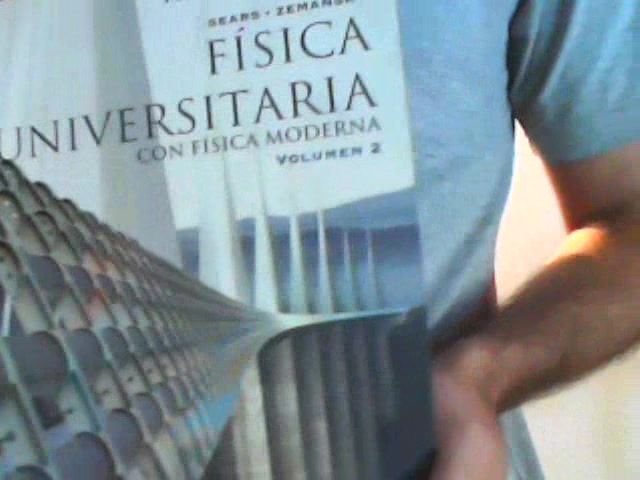 SEARS • ZEMANSKY
FÍSICA
UNIVERSITARIA
CON FÍSICA MODERNA
VOLUMEN 2